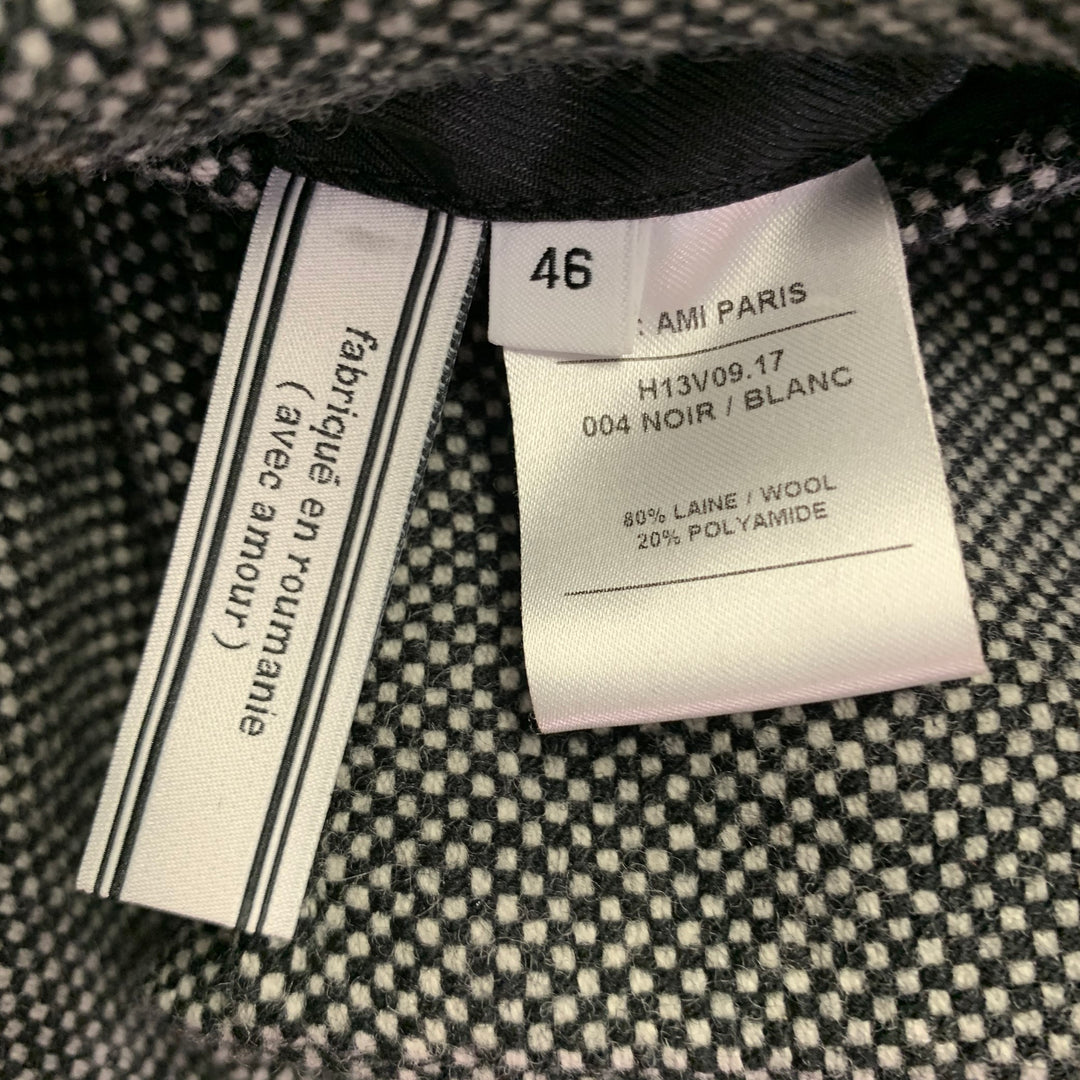 fabriqué en roumanie
( avec amour )
46
: AMI PARIS
H13V09.17
004 NOIR / BLANC
80% LAINE / WOOL
20% POLYAMIDE